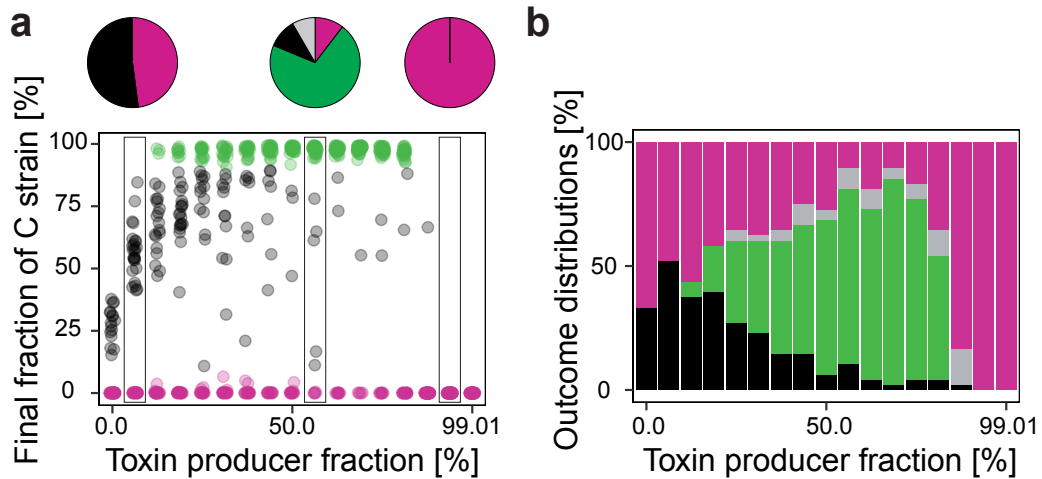 a
Final fraction of C strain [%]
100
75
50
25
0
0.0
50.0
99.01
Toxin producer fraction [%]
b
Outcome distributions [%]
100
50
0
0.0
50.0
99.01
Toxin producer fraction [%]